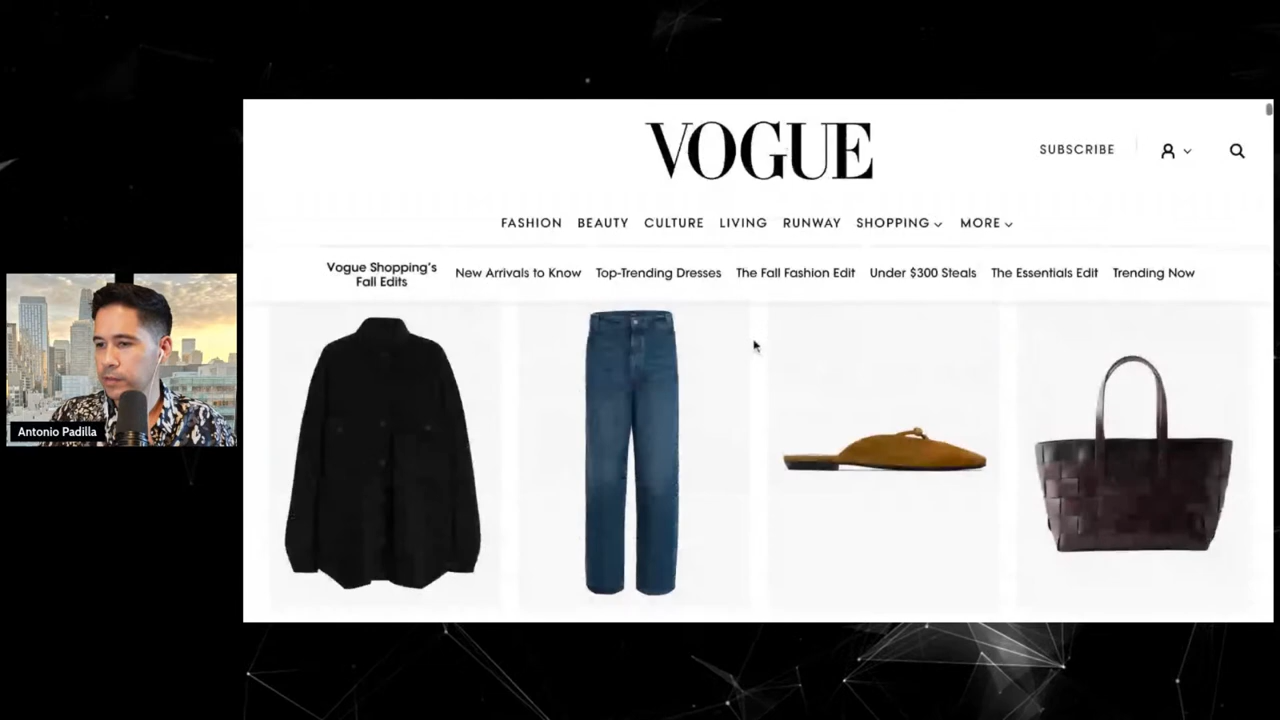 VOGUE
SUBSCRIBE
FASHION BEAUTY CULTURE LIVING RUNWAY SHOPPING MORE
Vogue Shopping's
Fall Edits
New Arrivals to Know Top-Trending Dresses The Fall Fashion Edit Under $300 Steals The Essentials Edit Trending Now
Antonio Padilla